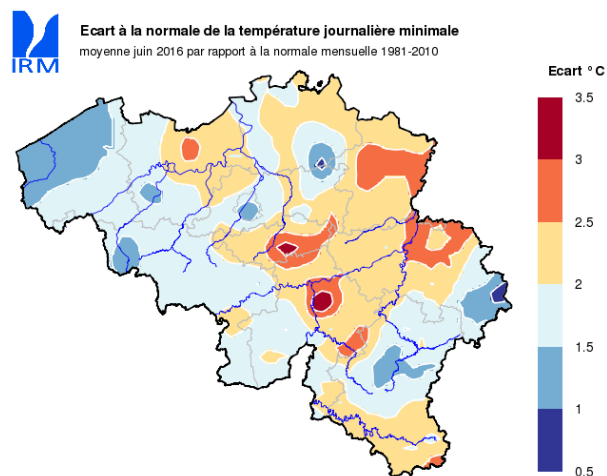 Ecart à la normale de la température journalière minimale
moyenne juin 2016 par rapport à la normale mensuelle 1981-2010
IRM
Ecart °C
3.5
3
2.5
2
1.5
1
0.5